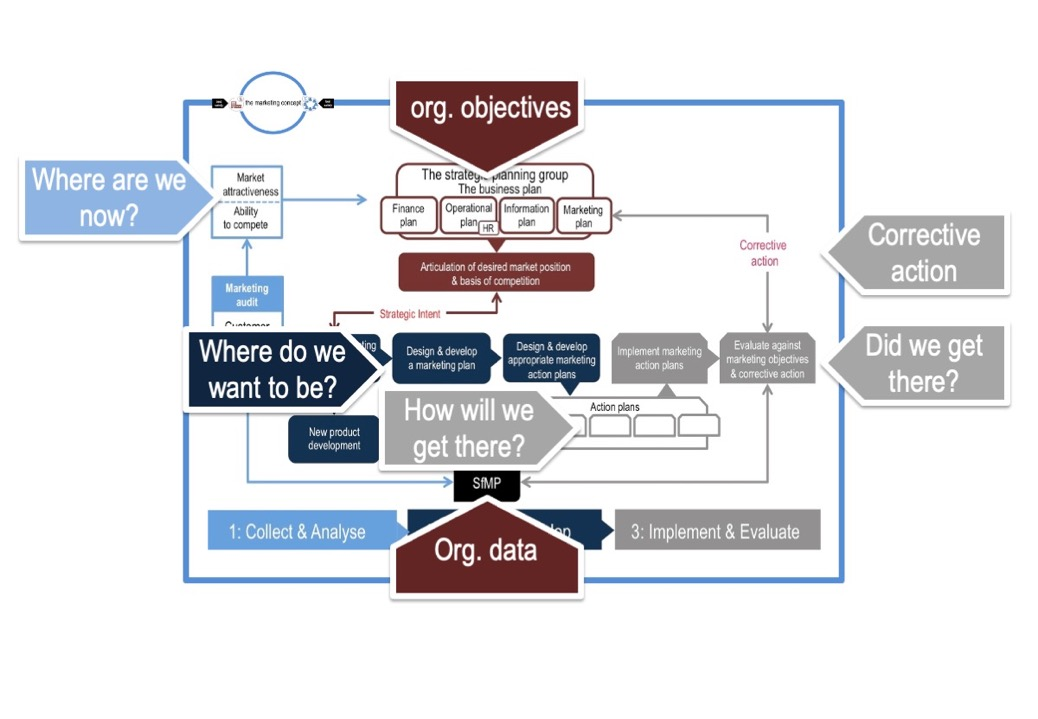 the marketing concept
org. objectives
Where are we
now?
Market
attractiveness
Ability
to compete
The strategic planning group
The business plan
Finance
plan
Operational
plan
HR
Information
plan
Marketing
plan
Corrective
action
Corrective
action
Articulation of desired market position
& basis of competition
Marketing
audit
Customer
Strategic Intent
Where do we
want to be?
Design & develop
a marketing plan
Design & develop
appropriate marketing
action plans
Implement marketing
action plans
Evaluate against
marketing objectives
& corrective action
Did we get
there?
How will we
get there?
Action plans
New product
development
SfMP
1: Collect & Analyse
3: Implement & Evaluate
Org. data